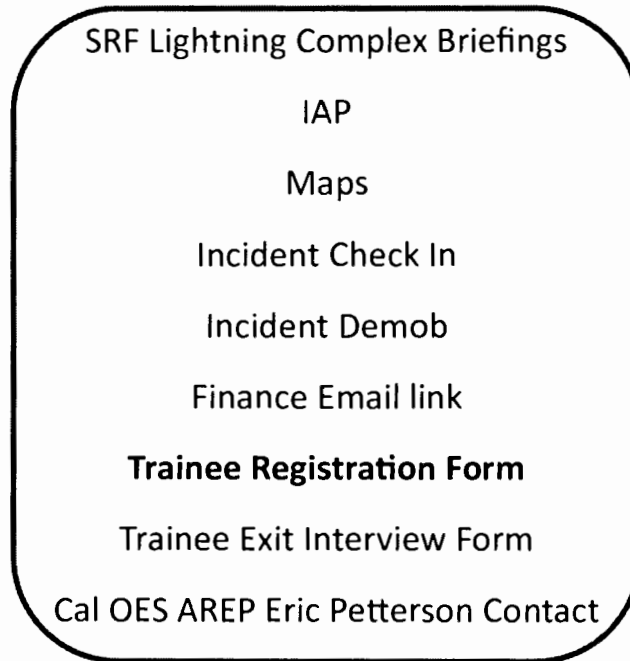 SRF Lightning Complex Briefings
IAP
Maps
Incident Check In
Incident Demob
Finance Email link
Trainee Registration Form
Trainee Exit Interview Form
Cal OES AREP Eric Petterson Contact